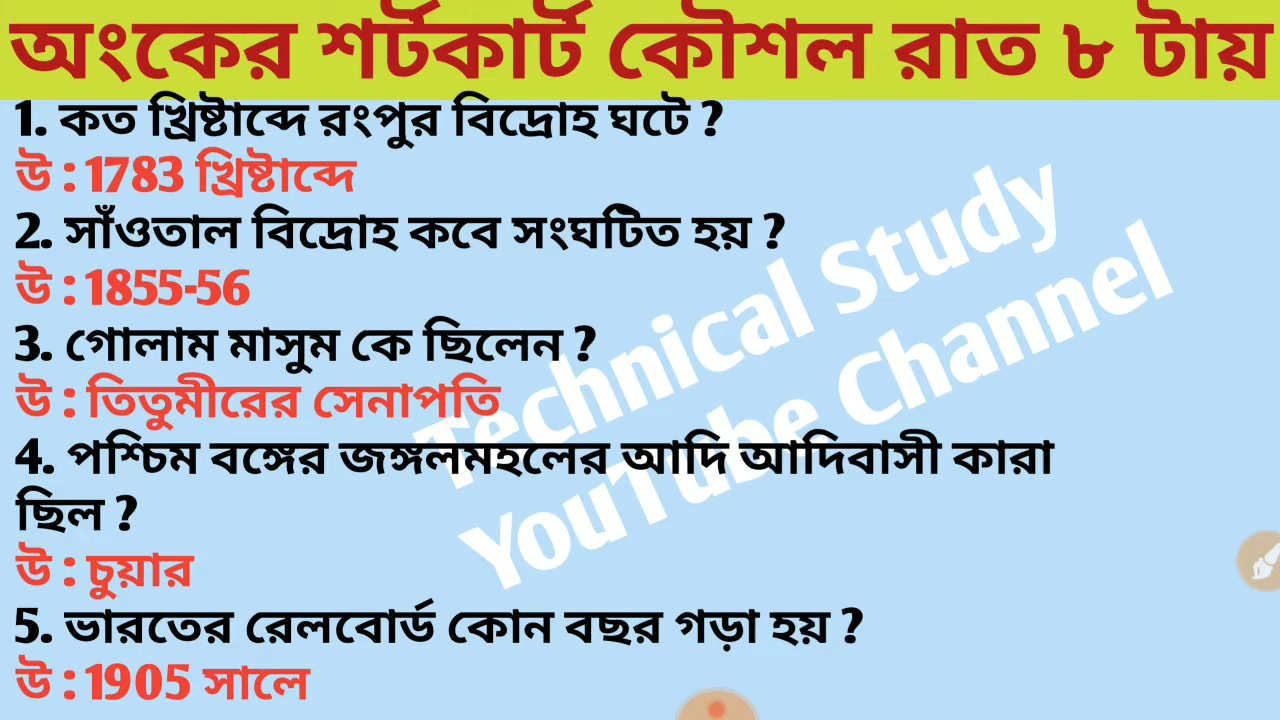 অংকের শর্টকার্ট কৌশল রাত ৮ টায়
1. কত খ্রিষ্টাব্দে রংপুর বিদ্রোহ ঘটে ?
উ : 1783 খ্রিষ্টাব্দে
2. সাঁওতাল বিদ্রোহ কবে সংঘটিত হয় ?
উ : 1855-56
3. গোলাম মাসুম কে ছিলেন ?
উ : তিতুমীরের সেনাপতি
4. পশ্চিম বঙ্গের জঙ্গলমহলের আদি আদিবাসী কারা
ছিল ?
উ : চুয়ার
5. ভারতের রেলবোর্ড কোন বছর গড়া হয় ?
উ : 1905 সালে
Technical Study
YouTube Channel